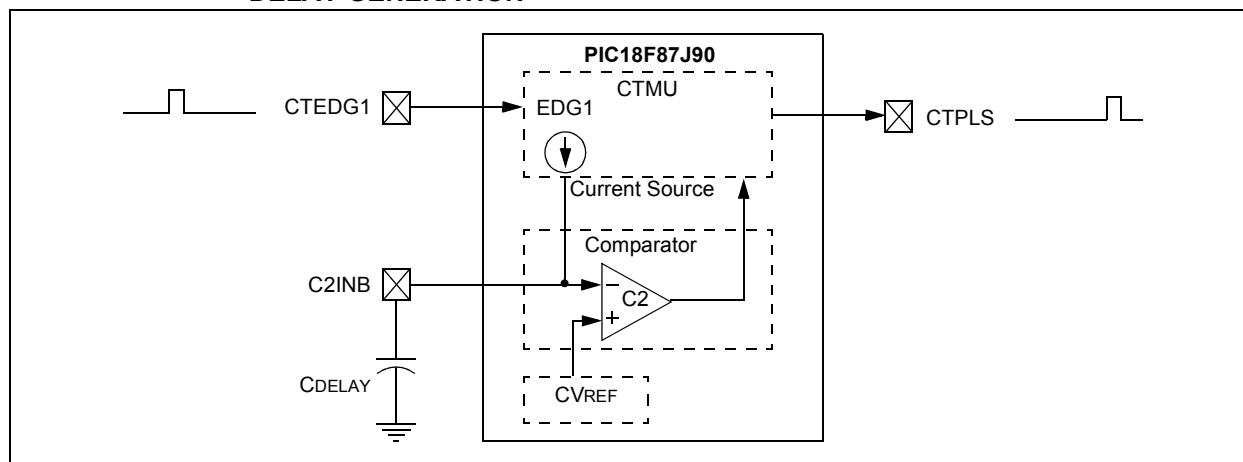 DELAY GENERATION
PIC18F87J90
CTMU
CTEDG1
EDG1
CTPLS
Current Source
Comparator
C2INB
−
C2
+
CDELAY
CVREF